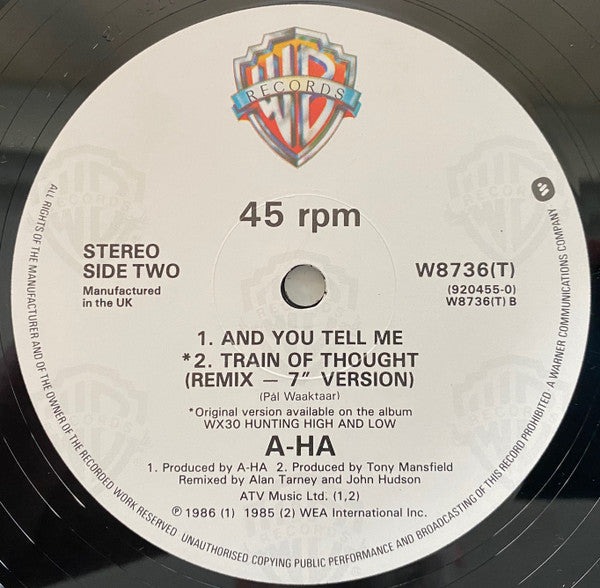 WB
RECORDS
45 rpm
STEREO
SIDE TWO
Manufactured
in the UK
W8736(T)
(920455-0)
W8736(T) B
1. AND YOU TELL ME
*2. TRAIN OF THOUGHT
(REMIX — 7" VERSION)
(Pål Waaktaar)
*Original version available on the album
WX30 HUNTING HIGH AND LOW
A-HA
1. Produced by A-HA 2. Produced by Tony Mansfield
Remixed by Alan Tarney and John Hudson
ATV Music Ltd. (1,2)
℗ 1986 (1) 1985 (2) WEA International Inc.
ALL RIGHTS OF THE MANUFACTURER AND OF THE OWNER OF THE RECORDED WORK RESERVED UNAUTHORISED COPYING PUBLIC PERFORMANCE AND BROADCASTING OF THIS RECORD PROHIBITED · A WARNER COMMUNICATIONS COMPANY